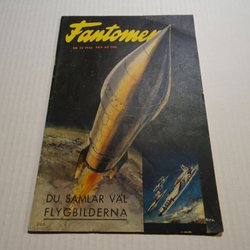 Fantomen
DU SAMLAR VÄL
FLYGBILDERNA